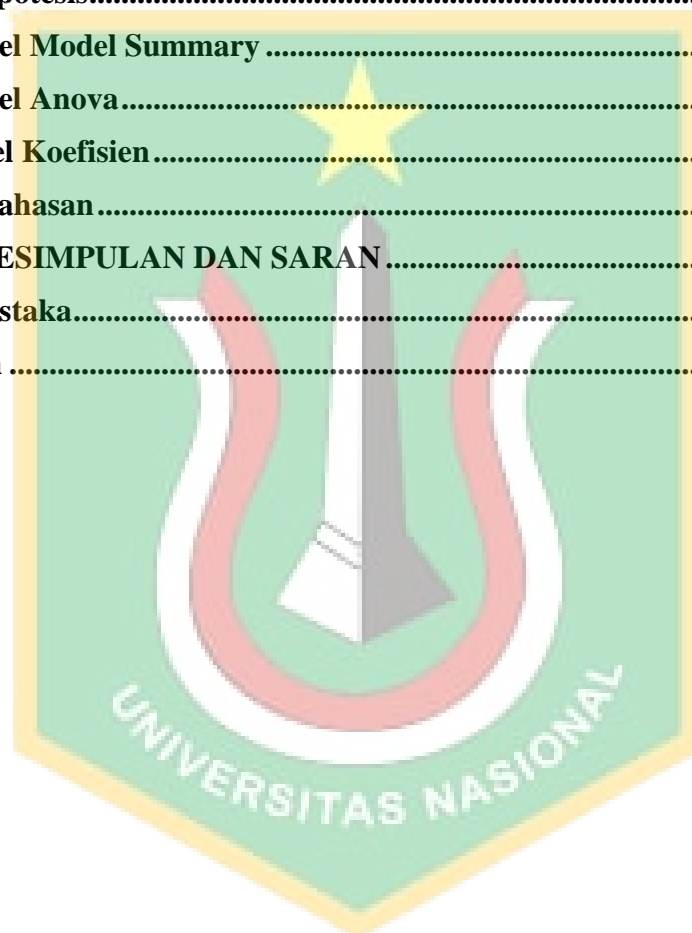 potesis
el Model Summary
el Anova
el Koefisien
ahasan
ESIMPULAN DAN SARAN
staka
UNIVERSITAS NASIONAL